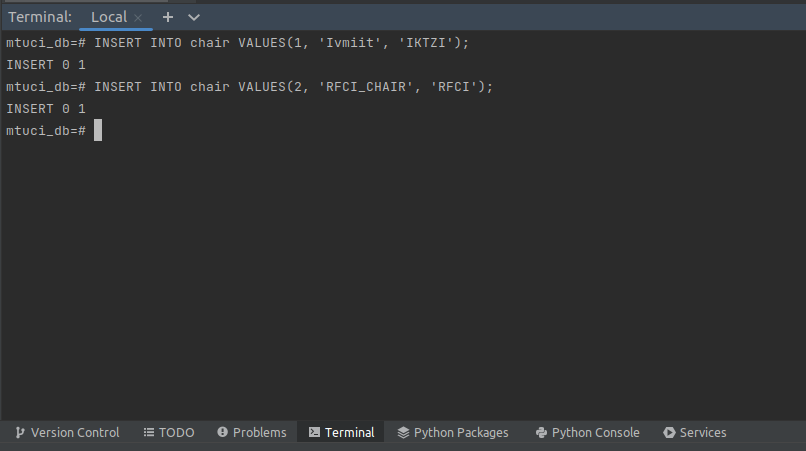 Terminal: Local × + 
mtuci_db=# INSERT INTO chair VALUES(1, 'Ivmiit', 'IKTZI');
INSERT 0 1
mtuci_db=# INSERT INTO chair VALUES(2, 'RFCI_CHAIR', 'RFCI');
INSERT 0 1
mtuci_db=#
Version Control TODO Problems Terminal Python Packages Python Console Services